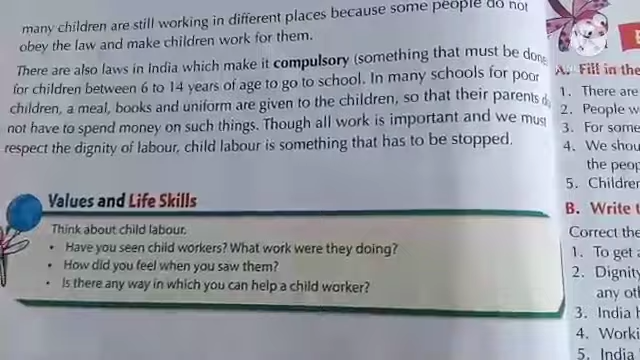 many children are still working in different places because some people do not
obey the law and make children work for them.
There are also laws in India which make it compulsory (something that must be done
for children between 6 to 14 years of age to go to school. In many schools for poor
children, a meal, books and uniform are given to the children, so that their parents
not have to spend money on such things. Though all work is important and we must
respect the dignity of labour, child labour is something that has to be stopped.
Values and Life Skills
Think about child labour.
• Have you seen child workers? What work were they doing?
• How did you feel when you saw them?
• Is there any way in which you can help a child worker?
A. Fill in the
1. There are
2. People w
3. For some
4. We shou
the peop
5. Children
B. Write
Correct the
1. To get
2. Dignity
any ot
3. India
4. Worki
5. India